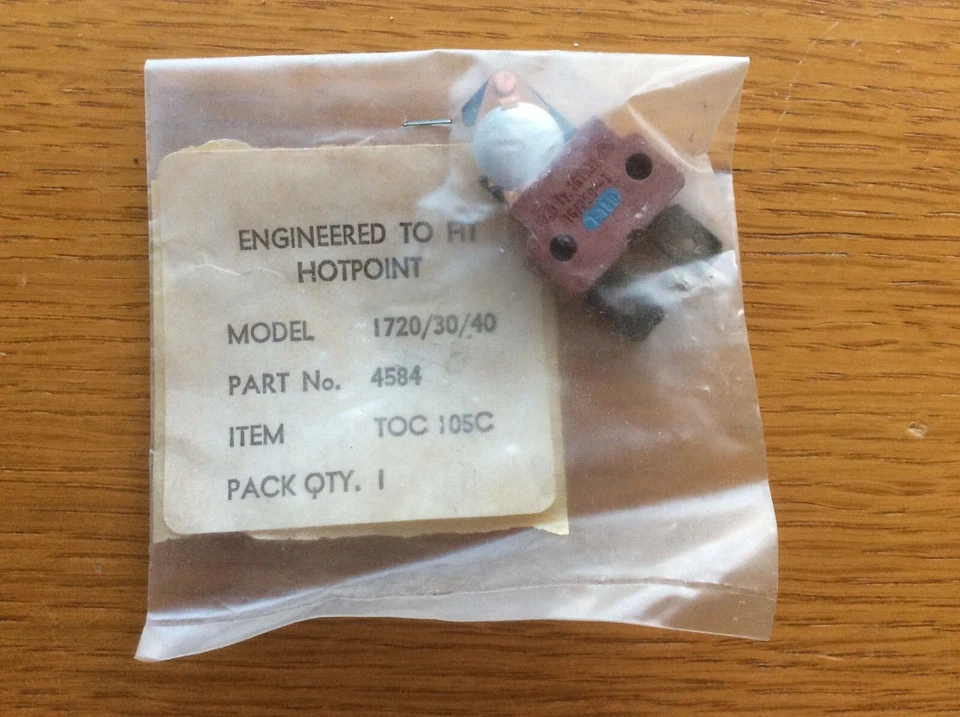 ENGINEERED TO FIT
HOTPOINT
MODEL 1720/30/40
PART No. 4584
ITEM TOC 105C
PACK QTY. 1